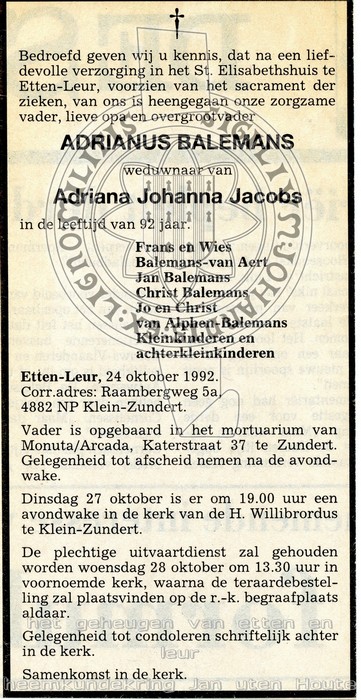 Bedroefd geven wij u kennis, dat na een lief-
devolle verzorging in het St. Elisabethshuis te
Etten-Leur, voorzien van het sacrament der
zieken, van ons is heengegaan onze zorgzame
vader, lieve opa en overgrootvader
ADRIANUS BALEMANS
weduwnaar van
Adriana Johanna Jacobs
in de leeftijd van 92 jaar.
Frans en Wies
Balemans-van Aert
Jan Balemans
Christ Balemans
Jo en Christ
van Alphen-Balemans
Kleinkinderen en
achterkleinkinderen
Etten-Leur, 24 oktober 1992.
Corr.adres: Raambergweg 5a,
4882 NP Klein-Zundert.
Vader is opgebaard in het mortuarium van
Monuta/Arcada, Katerstraat 37 te Zundert.
Gelegenheid tot afscheid nemen na de avond-
wake.
Dinsdag 27 oktober is er om 19.00 uur een
avondwake in de kerk van de H. Willibrordus
te Klein-Zundert.
De plechtige uitvaartdienst zal gehouden
worden woensdag 28 oktober om 13.30 uur in
voornoemde kerk, waarna de teraardebestel-
ling zal plaatsvinden op de r.-k. begraafplaats
aldaar.
het geheugen van etten en
Gelegenheid tot condoleren schriftelijk achter
in de kerk.
leur
heemkundekring Jan uten Houte
Samenkomst in de kerk.